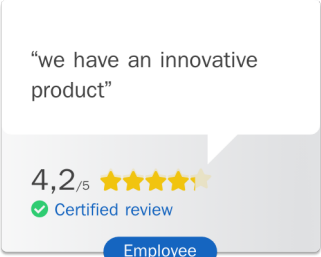 “we have an innovative
product”
4,2/5
Certified review
Employee